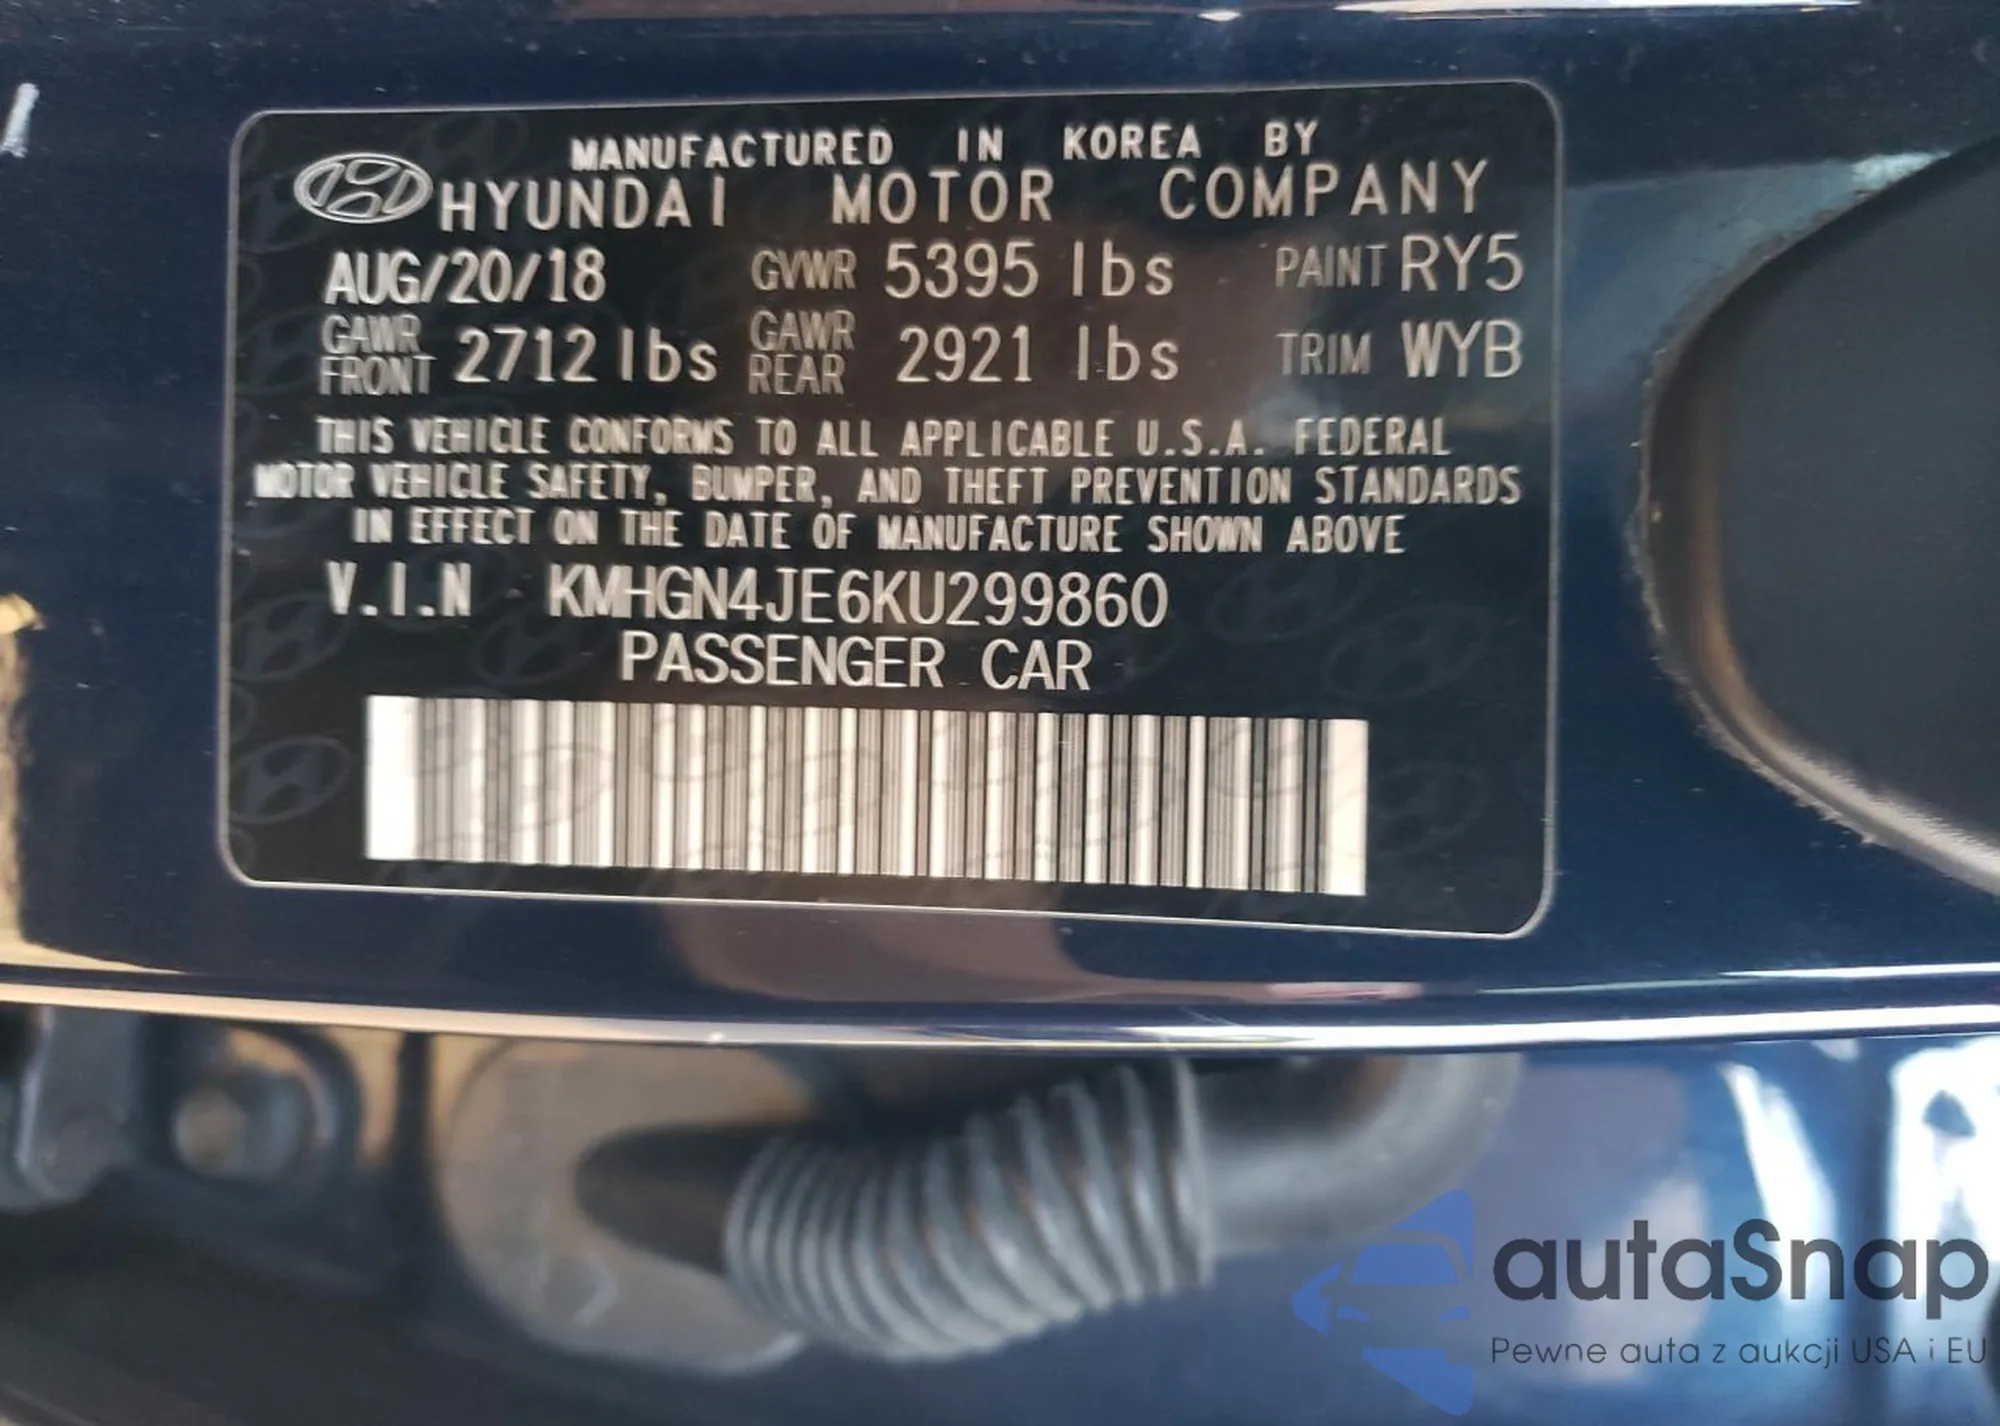 MANUFACTURED IN KOREA BY
HYUNDAI MOTOR COMPANY
AUG/20/18 GVWR 5395 lbs PAINT RY5
GAWR FRONT 2712 lbs GAWR REAR 2921 lbs TRIM WYB
THIS VEHICLE CONFORMS TO ALL APPLICABLE U.S.A. FEDERAL
MOTOR VEHICLE SAFETY, BUMPER, AND THEFT PREVENTION STANDARDS
IN EFFECT ON THE DATE OF MANUFACTURE SHOWN ABOVE
V.I.N KMHGN4JE6KU299860
PASSENGER CAR
autaSnap
Pewne auta z aukcji USA i EU